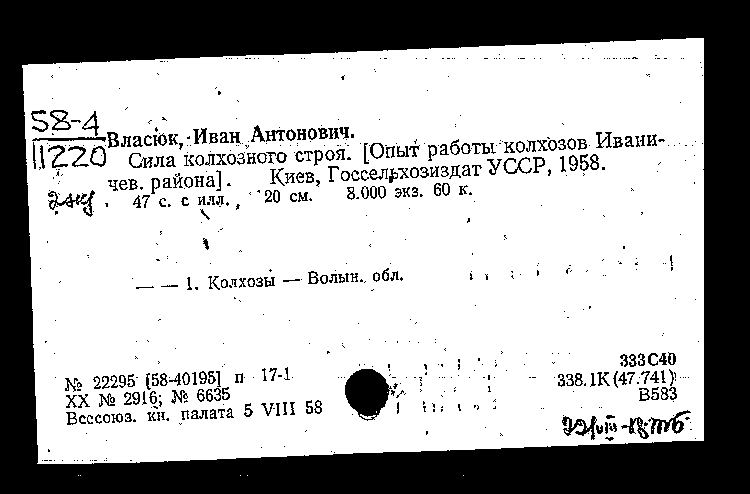 58-4
11220
Власюк, Иван Антонович.
Сила колхозного строя. [Опыт работы колхозов Ивани-
чев. района]. Киев, Госсельхозиздат УССР, 1958.
2 экз
47 с. с илл., 20 см. 8.000 экз. 60 к.
— — 1. Колхозы — Волын. обл.
№ 22295 [58-40195] п 17-1
XX № 2916; № 6635
Всесоюз. кн. палата 5 VIII 58
333С40
338.1К(47.741)
В583